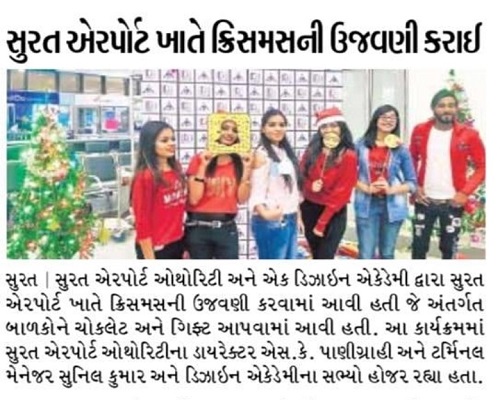 સુરત એરપોર્ટ ખાતે ક્રિસમસની ઉજવણી કરાઈ
સુરત | સુરત એરપોર્ટ ઓથોરિટી અને એક ડિઝાઇન એકેડેમી દ્વારા સુરત
એરપોર્ટ ખાતે ક્રિસમસની ઉજવણી કરવામાં આવી હતી જે અંતર્ગત
બાળકોને ચોકલેટ અને ગિફ્ટ આપવામાં આવી હતી. આ કાર્યક્રમમાં
સુરત એરપોર્ટ ઓથોરિટીના ડાયરેક્ટર એસ.કે. પાણીગ્રાહી અને ટર્મિનલ
મેનેજર સુનિલ કુમાર અને ડિઝાઇન એકેડેમીના સભ્યો હોજર રહ્યા હતા.